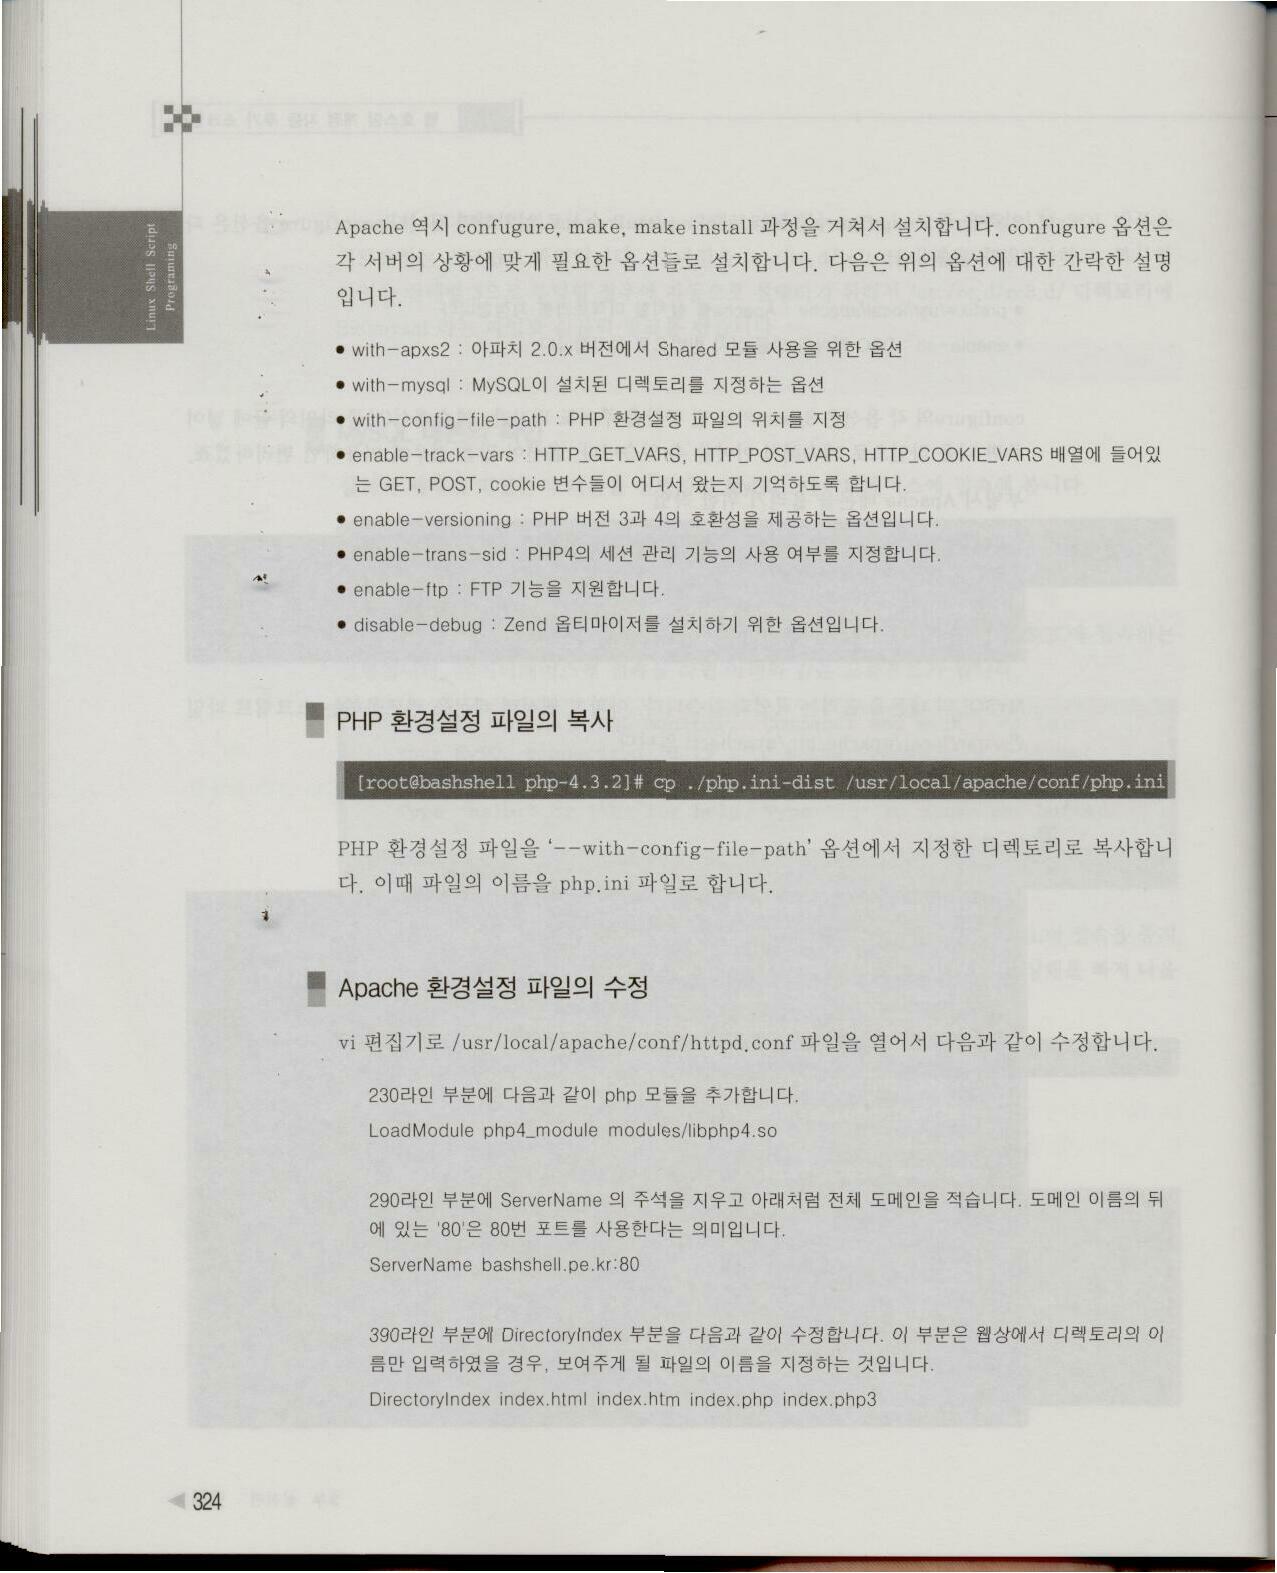 Linux Shell Script
Programing
Apache 역시 confugure, make, make install 과정을 거쳐서 설치합니다. confugure 옵션은
각 서버의 상황에 맞게 필요한 옵션들로 설치합니다. 다음은 위의 옵션에 대한 간략한 설명
입니다.
● with-apxs2 : 아파치 2.0.x 버전에서 Shared 모듈 사용을 위한 옵션
● with-mysql : MySQL이 설치된 디렉토리를 지정하는 옵션
● with-config-file-path : PHP 환경설정 파일의 위치를 지정
● enable-track-vars : HTTP_GET_VARS, HTTP_POST_VARS, HTTP_COOKIE_VARS 배열에 들어있
는 GET, POST, cookie 변수들이 어디서 왔는지 기억하도록 합니다.
● enable-versioning : PHP 버전 3과 4의 호환성을 제공하는 옵션입니다.
● enable-trans-sid : PHP4의 세션 관리 기능의 사용 여부를 지정합니다.
● enable-ftp : FTP 기능을 지원합니다.
● disable-debug : Zend 옵티마이저를 설치하기 위한 옵션입니다.
PHP 환경설정 파일의 복사
[root@bashshell php-4.3.2]# cp ./php.ini-dist /usr/local/apache/conf/php.ini
PHP 환경설정 파일을 ‘--with-config-file-path’ 옵션에서 지정한 디렉토리로 복사합니
다. 이때 파일의 이름을 php.ini 파일로 합니다.
Apache 환경설정 파일의 수정
vi 편집기로 /usr/local/apache/conf/httpd.conf 파일을 열어서 다음과 같이 수정합니다.
230라인 부분에 다음과 같이 php 모듈을 추가합니다.
LoadModule php4_module modules/libphp4.so
290라인 부분에 ServerName 의 주석을 지우고 아래처럼 전체 도메인을 적습니다. 도메인 이름의 뒤
에 있는 '80'은 80번 포트를 사용한다는 의미입니다.
ServerName bashshell.pe.kr:80
390라인 부분에 DirectoryIndex 부분을 다음과 같이 수정합니다. 이 부분은 웹상에서 디렉토리의 이
름만 입력하였을 경우, 보여주게 될 파일의 이름을 지정하는 것입니다.
DirectoryIndex index.html index.htm index.php index.php3
◀ 324